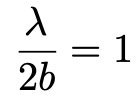 λ/2b = 1